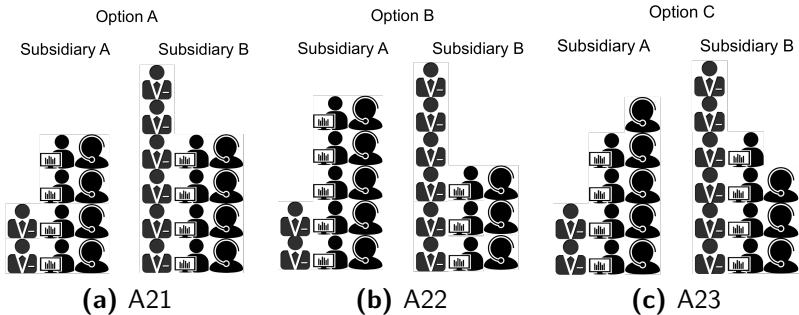 Option A
Subsidiary A Subsidiary B
(a) A21
Option B
Subsidiary A Subsidiary B
(b) A22
Option C
Subsidiary A Subsidiary B
(c) A23